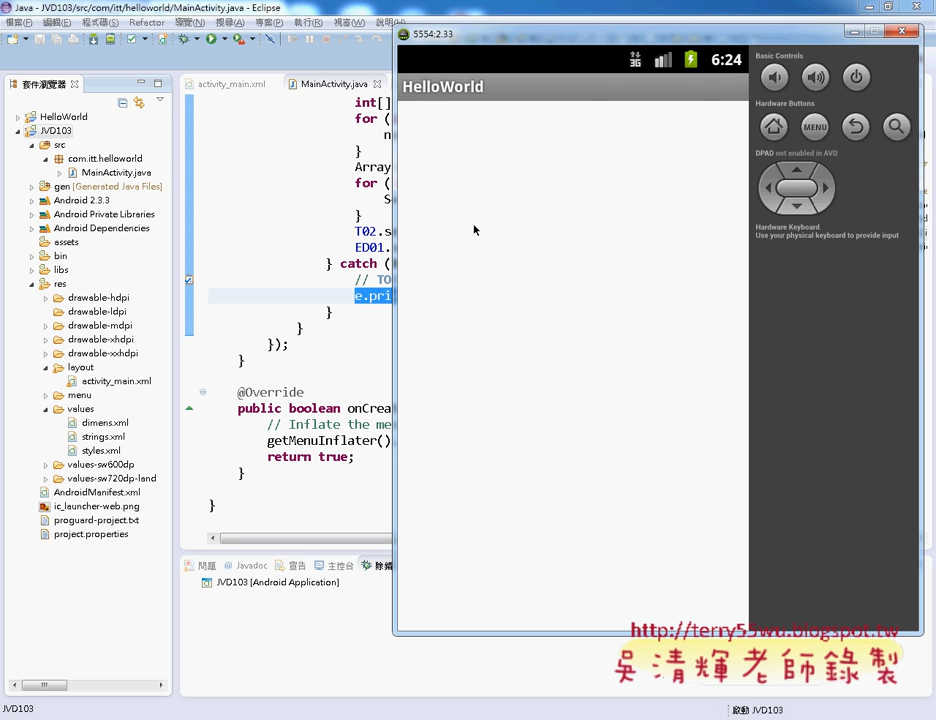 Java - JVD103/src/com/itt/helloworld/MainActivity.java - Eclipse
檔案(F) 編輯(E) 程式碼(S) Refactor 導覽(N) 搜尋(A) 專案(P) 執行(R) 視窗(W) 說明(H)
套件瀏覽器
HelloWorld
JVD103
src
com.itt.helloworld
MainActivity.java
gen [Generated Java Files]
Android 2.3.3
Android Private Libraries
Android Dependencies
assets
bin
libs
res
drawable-hdpi
drawable-ldpi
drawable-mdpi
drawable-xhdpi
drawable-xxhdpi
layout
activity_main.xml
menu
values
dimens.xml
strings.xml
styles.xml
values-sw600dp
values-sw720dp-land
AndroidManifest.xml
ic_launcher-web.png
proguard-project.txt
project.properties
activity_main.xml MainActivity.java
int[]
for (
n
}
Array
for (
S
}
T02.s
ED01.
} catch (
// TO
e.pri
}
}
});
}
@Override
public boolean onCrea
// Inflate the me
getMenuInflater()
return true;
}
}
問題 Javadoc 宣告 主控台 除錯
JVD103 [Android Application]
5554:2.33
3G 6:24
HelloWorld
Basic Controls
Hardware Buttons
MENU
DPAD not enabled in AVD
Hardware Keyboard
Use your physical keyboard to provide input
http://terry55wu.blogspot.tw
吳清輝老師錄製
JVD103
啟動 JVD103